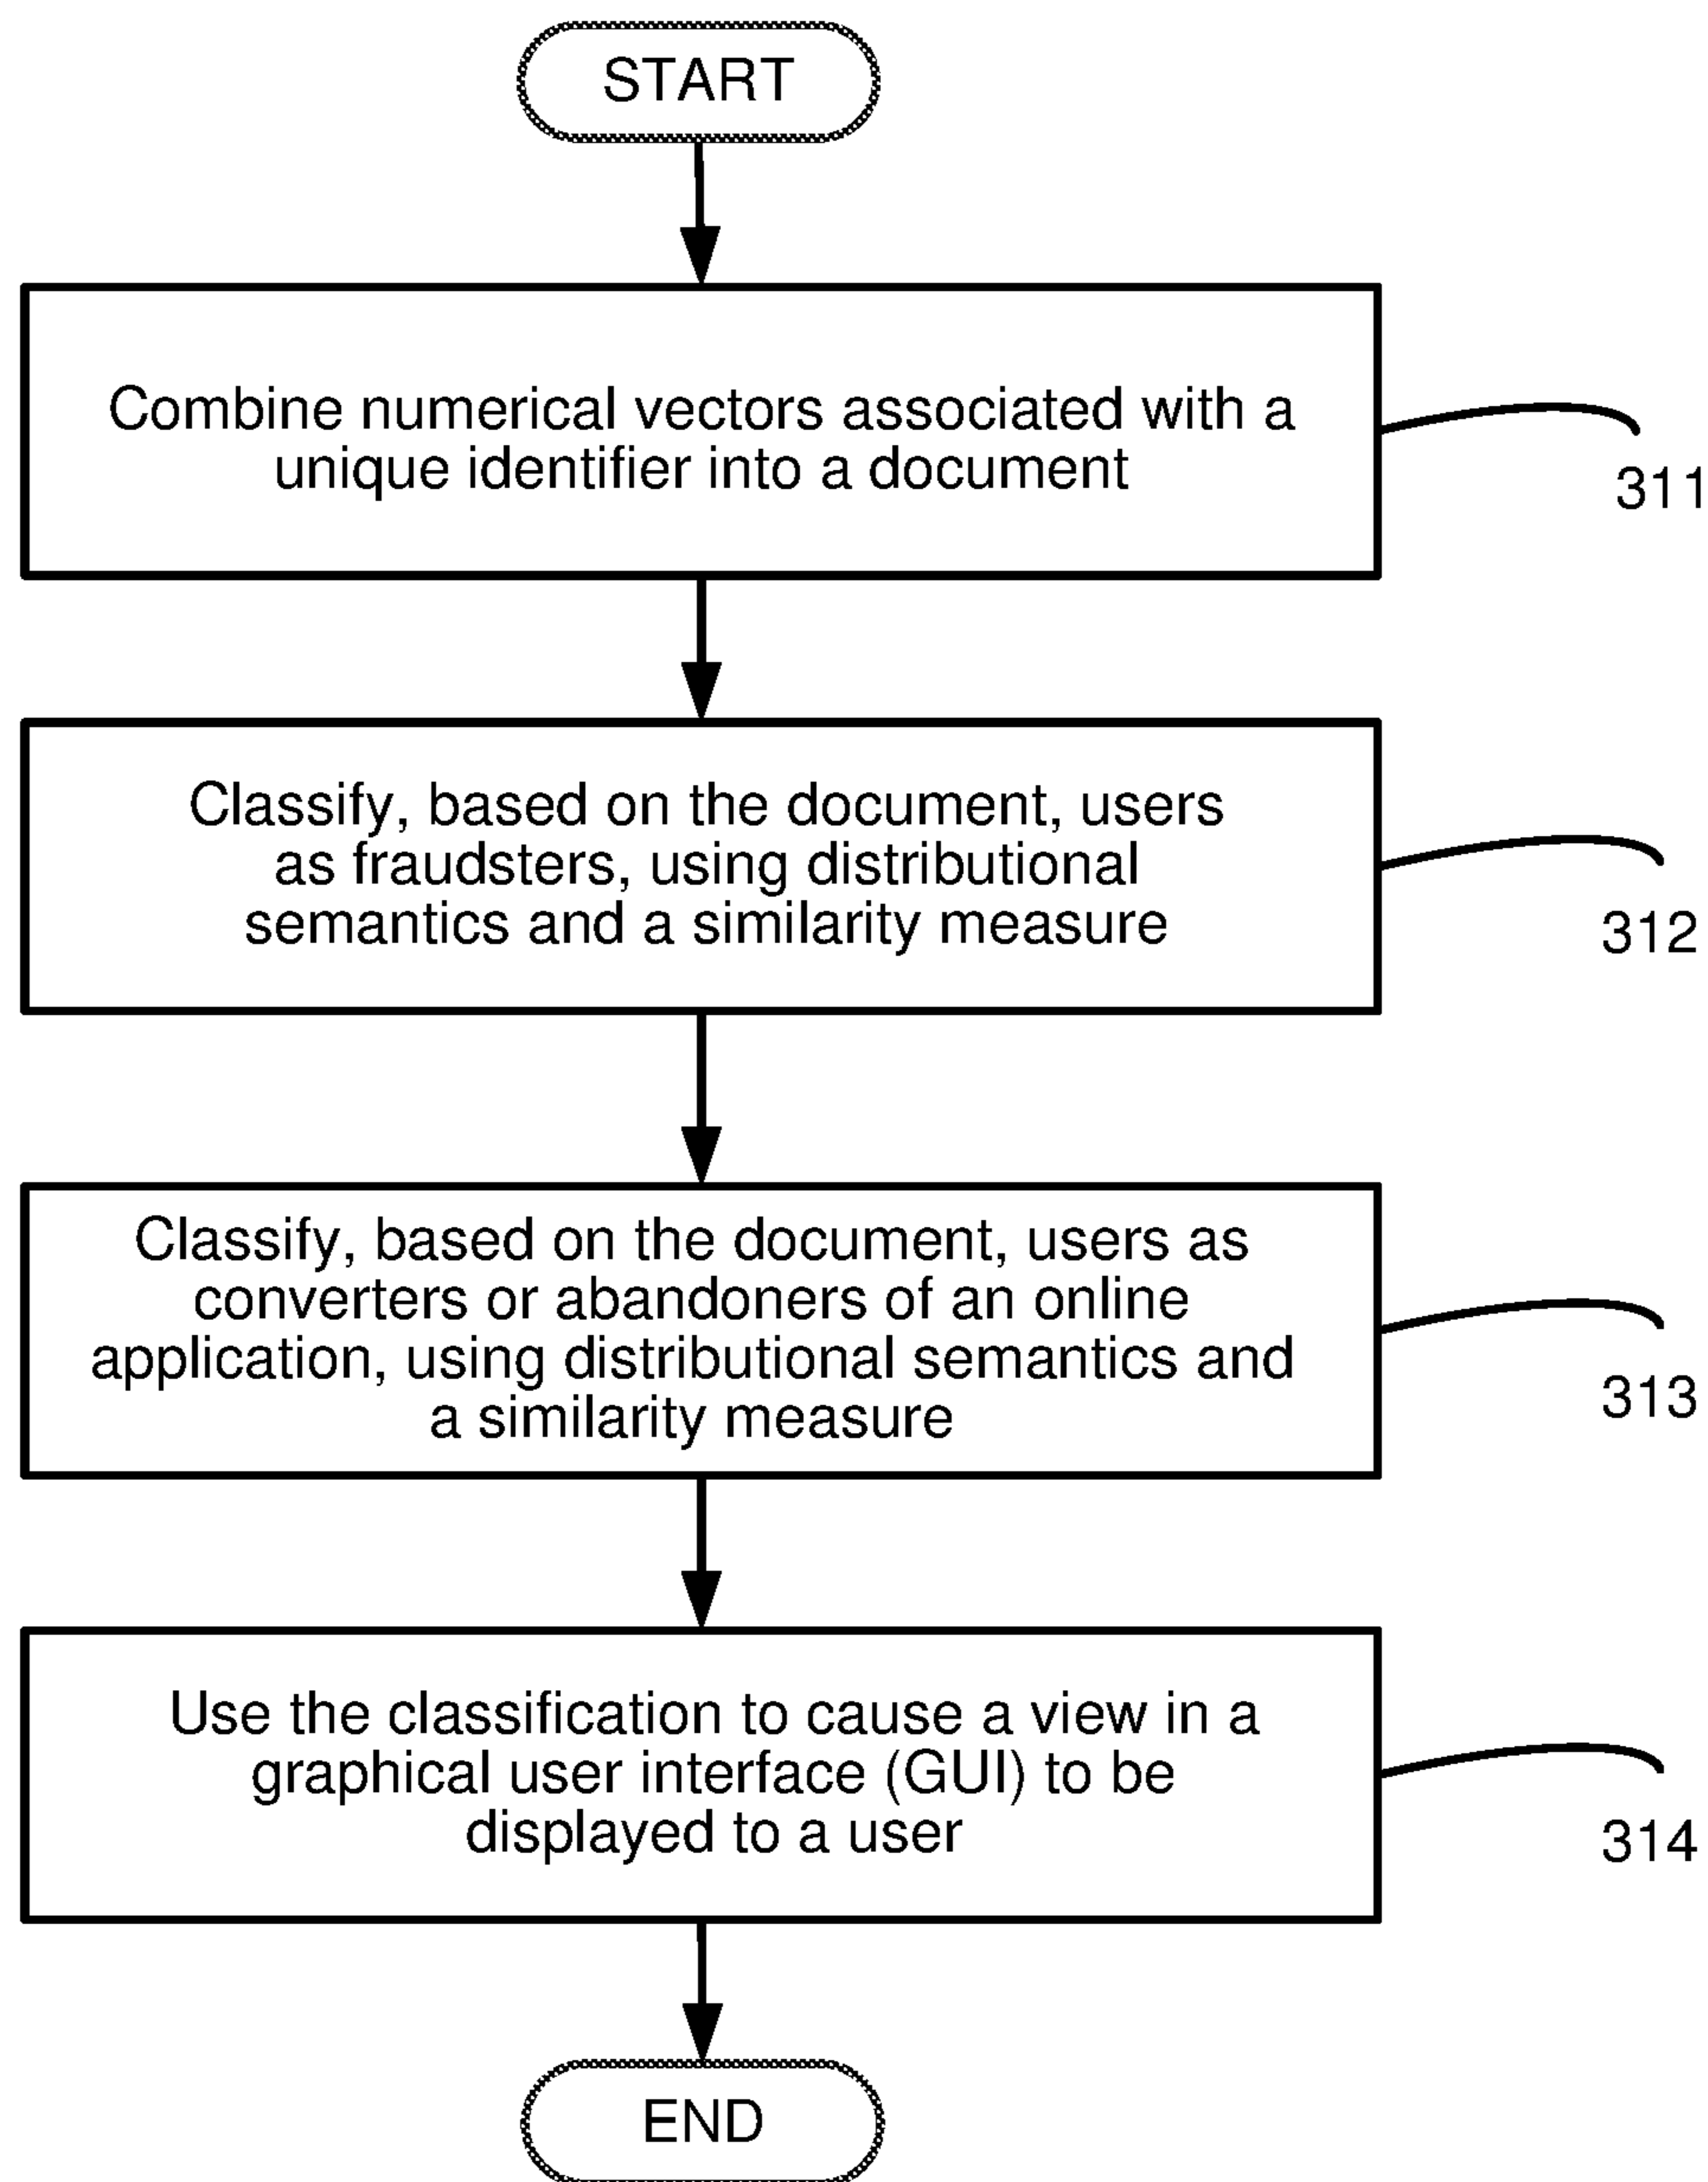 START
Combine numerical vectors associated with a
unique identifier into a document
311
Classify, based on the document, users
as fraudsters, using distributional
semantics and a similarity measure
312
Classify, based on the document, users as
converters or abandoners of an online
application, using distributional semantics and
a similarity measure
313
Use the classification to cause a view in a
graphical user interface (GUI) to be
displayed to a user
314
END